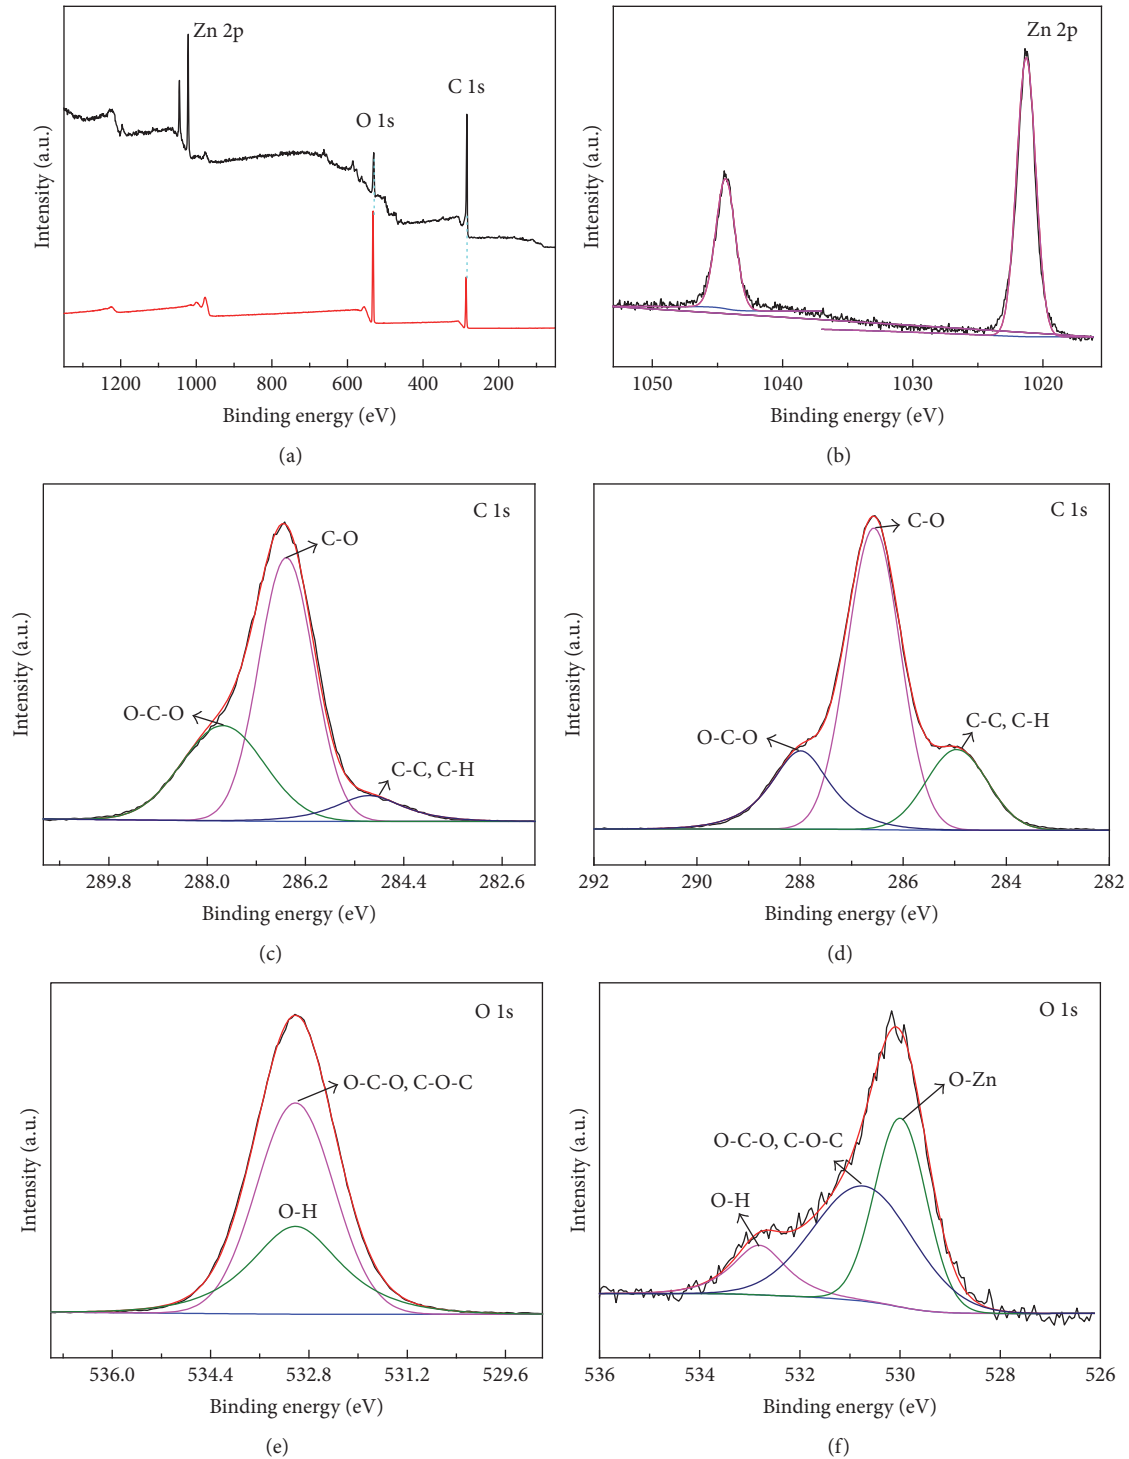 Zn 2p
C 1s
O 1s
Intensity (a.u.)
1200 1000 800 600 400 200
Binding energy (eV)
(a)
Zn 2p
Intensity (a.u.)
1050 1040 1030 1020
Binding energy (eV)
(b)
C 1s
C-O
O-C-O
C-C, C-H
Intensity (a.u.)
289.8 288.0 286.2 284.4 282.6
Binding energy (eV)
(c)
C 1s
C-O
O-C-O
C-C, C-H
Intensity (a.u.)
292 290 288 286 284 282
Binding energy (eV)
(d)
O 1s
O-C-O, C-O-C
O-H
Intensity (a.u.)
536.0 534.4 532.8 531.2 529.6
Binding energy (eV)
(e)
O 1s
O-Zn
O-C-O, C-O-C
O-H
Intensity (a.u.)
536 534 532 530 528 526
Binding energy (eV)
(f)